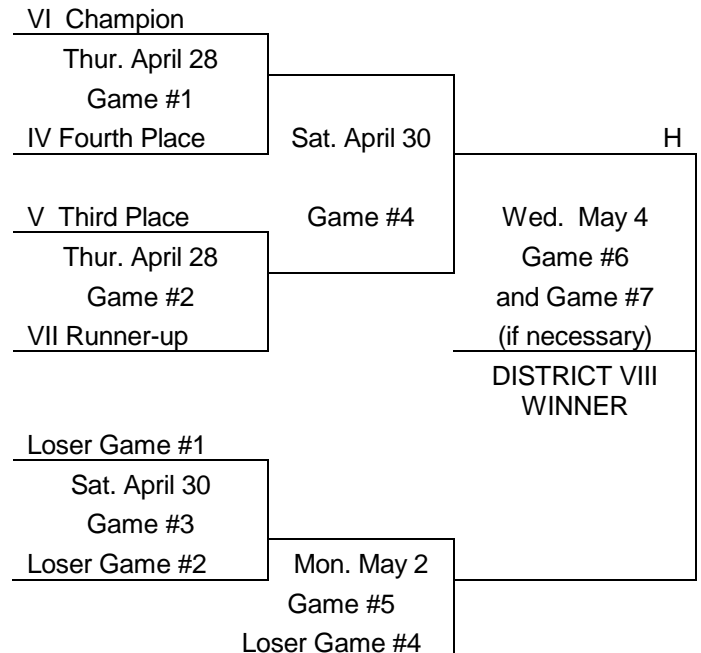 VI Champion
Thur. April 28
Game #1
IV Fourth Place
Sat. April 30
H
V Third Place
Game #4
Wed. May 4
Thur. April 28
Game #6
Game #2
and Game #7
VII Runner-up
(if necessary)
DISTRICT VIII
WINNER
Loser Game #1
Sat. April 30
Game #3
Loser Game #2
Mon. May 2
Game #5
Loser Game #4